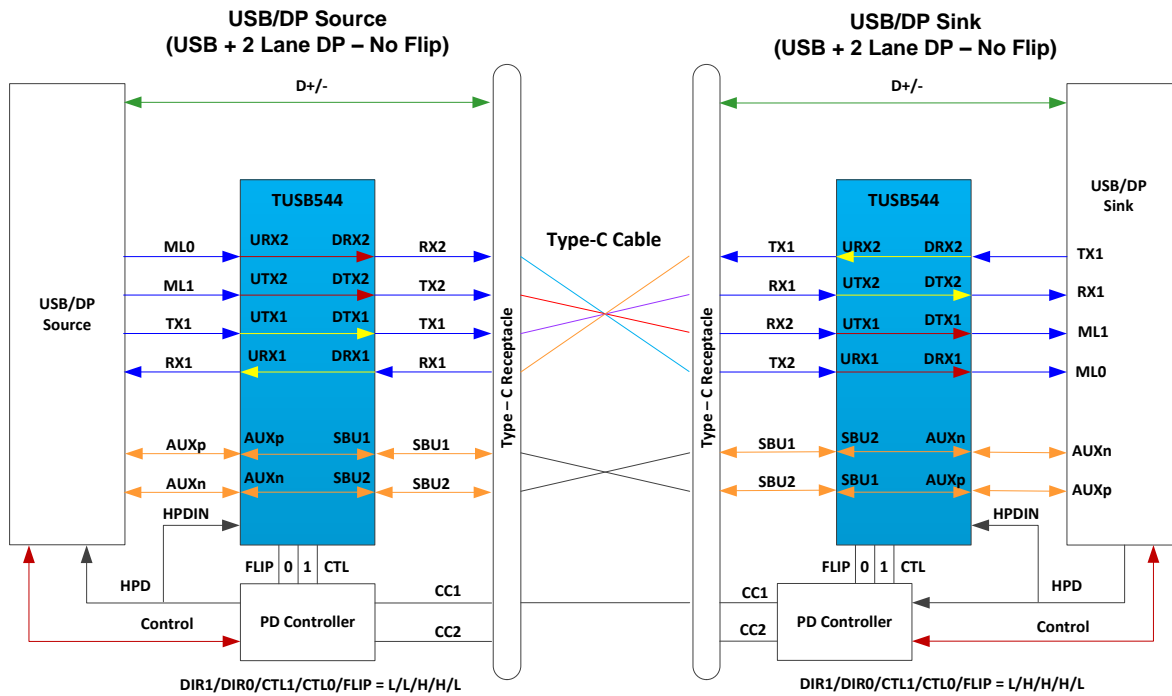 USB/DP Source
(USB + 2 Lane DP – No Flip)
USB/DP Sink
(USB + 2 Lane DP – No Flip)
D+/-
D+/-
TUSB544
TUSB544
USB/DP
Source
USB/DP
Sink
Type-C Cable
Type – C Receptacle
Type – C Receptacle
ML0 URX2 DRX2 RX2
ML1 UTX2 DTX2 TX2
TX1 UTX1 DTX1 TX1
RX1 URX1 DRX1 RX1
AUXp AUXp SBU1 SBU1
AUXn AUXn SBU2 SBU2
HPDIN
FLIP 0 1 CTL
HPD
Control
PD Controller
CC1
CC2
TX1 URX2 DRX2 TX1
RX1 UTX2 DTX2 RX1
RX2 UTX1 DTX1 ML1
TX2 URX1 DRX1 ML0
SBU1 SBU2 AUXn AUXn
SBU2 SBU1 AUXp AUXp
HPDIN
FLIP 0 1 CTL
CC1
CC2
PD Controller
HPD
Control
DIR1/DIR0/CTL1/CTL0/FLIP = L/L/H/H/L
DIR1/DIR0/CTL1/CTL0/FLIP = L/H/H/H/L